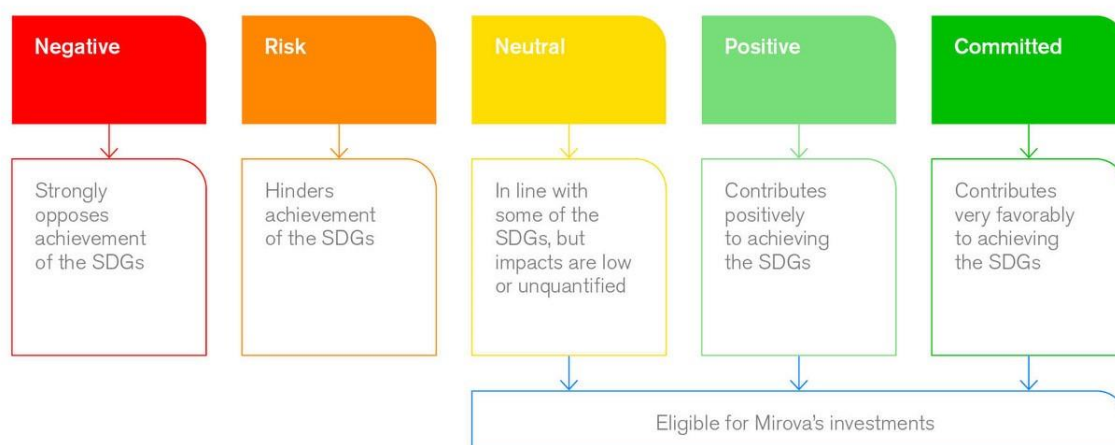 Negative
Risk
Neutral
Positive
Committed
Strongly
opposes
achievement
of the SDGs
Hinders
achievement
of the SDGs
In line with
some of the
SDGs, but
impacts are low
or unquantified
Contributes
positively
to achieving
the SDGs
Contributes
very favorably
to achieving
the SDGs
Eligible for Mirova’s investments